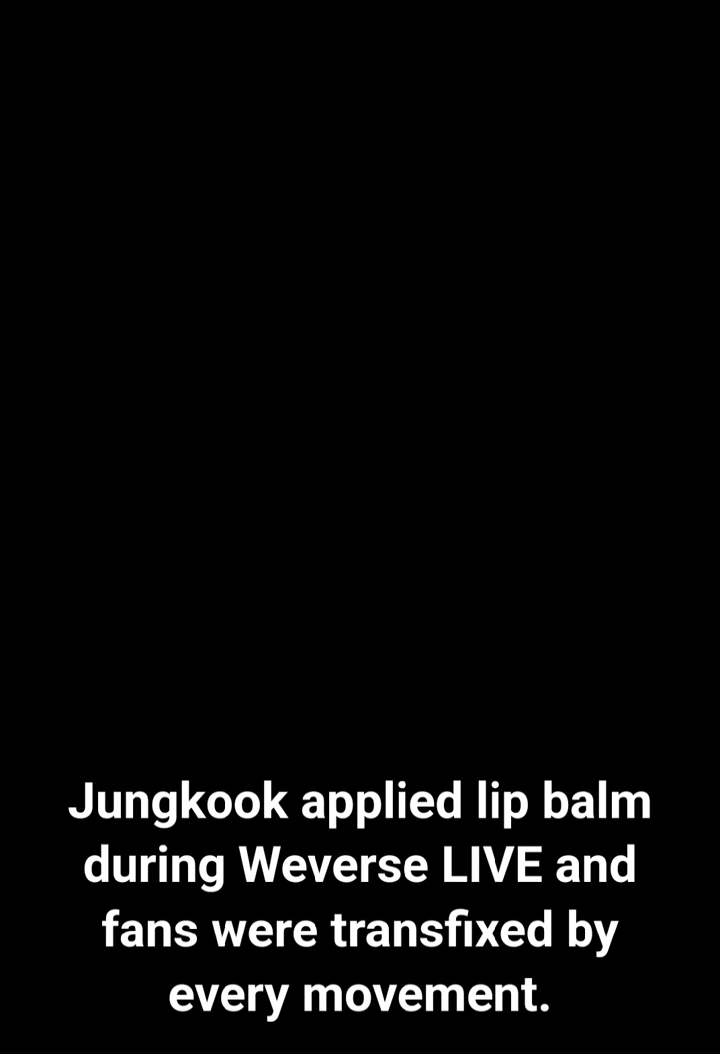 Jungkook applied lip balm
during Weverse LIVE and
fans were transfixed by
every movement.